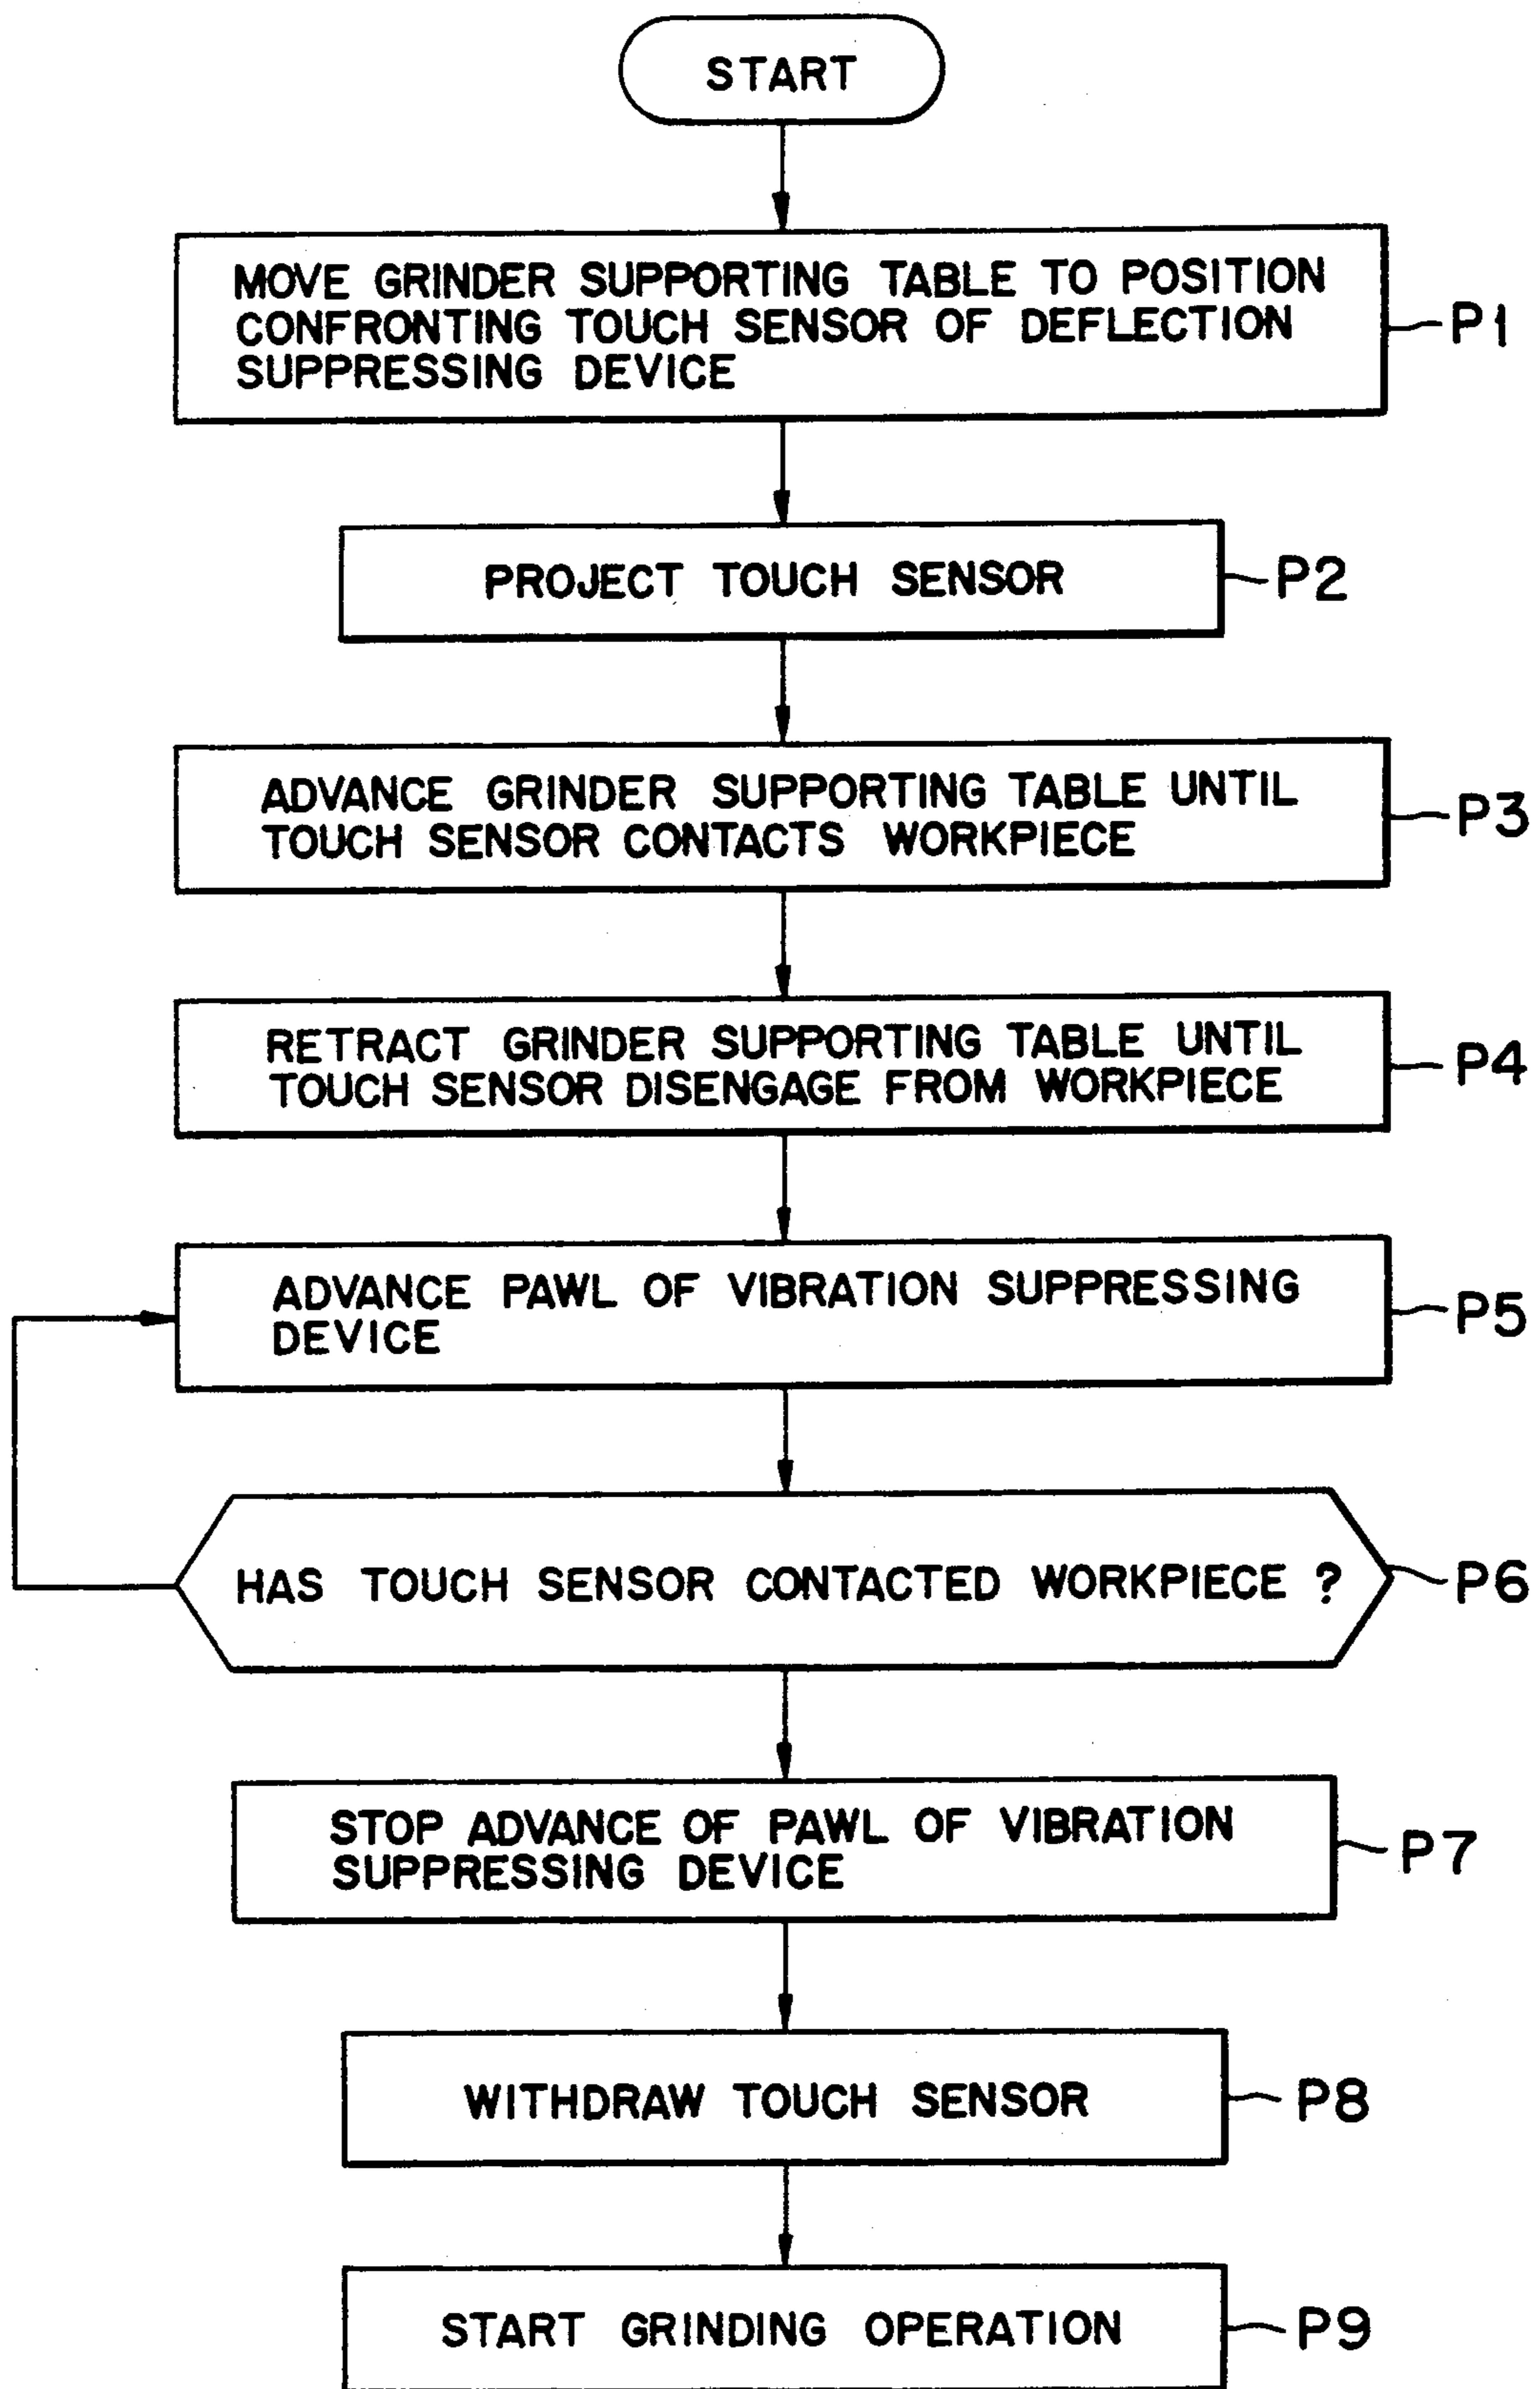 START
MOVE GRINDER SUPPORTING TABLE TO POSITION
CONFRONTING TOUCH SENSOR OF DEFLECTION
SUPPRESSING DEVICE
P1
PROJECT TOUCH SENSOR
P2
ADVANCE GRINDER SUPPORTING TABLE UNTIL
TOUCH SENSOR CONTACTS WORKPIECE
P3
RETRACT GRINDER SUPPORTING TABLE UNTIL
TOUCH SENSOR DISENGAGE FROM WORKPIECE
P4
ADVANCE PAWL OF VIBRATION SUPPRESSING
DEVICE
P5
HAS TOUCH SENSOR CONTACTED WORKPIECE ?
P6
STOP ADVANCE OF PAWL OF VIBRATION
SUPPRESSING DEVICE
P7
WITHDRAW TOUCH SENSOR
P8
START GRINDING OPERATION
P9